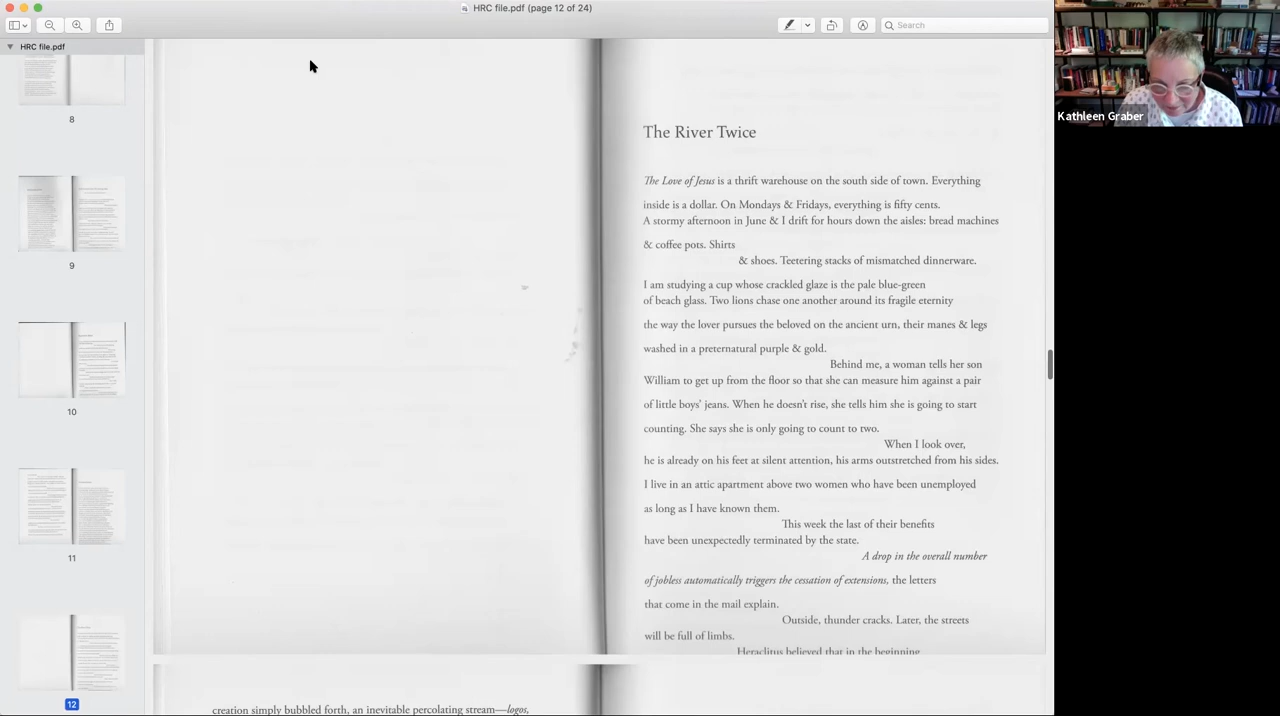 HRC file.pdf (page 12 of 24)
Search
HRC file.pdf
8
9
10
11
12
Kathleen Graber
The River Twice
The Love of Jesus is a thrift warehouse on the south side of town. Everything
inside is a dollar. On Mondays & Fridays, everything is fifty cents.
A stormy afternoon in June & I drift for hours down the aisles: bread machines
& coffee pots. Shirts
& shoes. Teetering stacks of mismatched dinnerware.
I am studying a cup whose crackled glaze is the pale blue-green
of beach glass. Two lions chase one another around its fragile eternity
the way the lover pursues the beloved on the ancient urn, their manes & legs
washed in a preternatural purple & gold.
Behind me, a woman tells her son
William to get up from the floor so that she can measure him against a pair
of little boys' jeans. When he doesn't rise, she tells him she is going to start
counting. She says she is only going to count to two.
When I look over,
he is already on his feet at silent attention, his arms outstretched from his sides.
I live in an attic apartment above two women who have been unemployed
as long as I have known them.
This week the last of their benefits
have been unexpectedly terminated by the state.
A drop in the overall number
of jobless automatically triggers the cessation of extensions, the letters
that come in the mail explain.
Outside, thunder cracks. Later, the streets
will be full of limbs.
Heraclitus believed that in the beginning
creation simply bubbled forth, an inevitable percolating stream—logos,